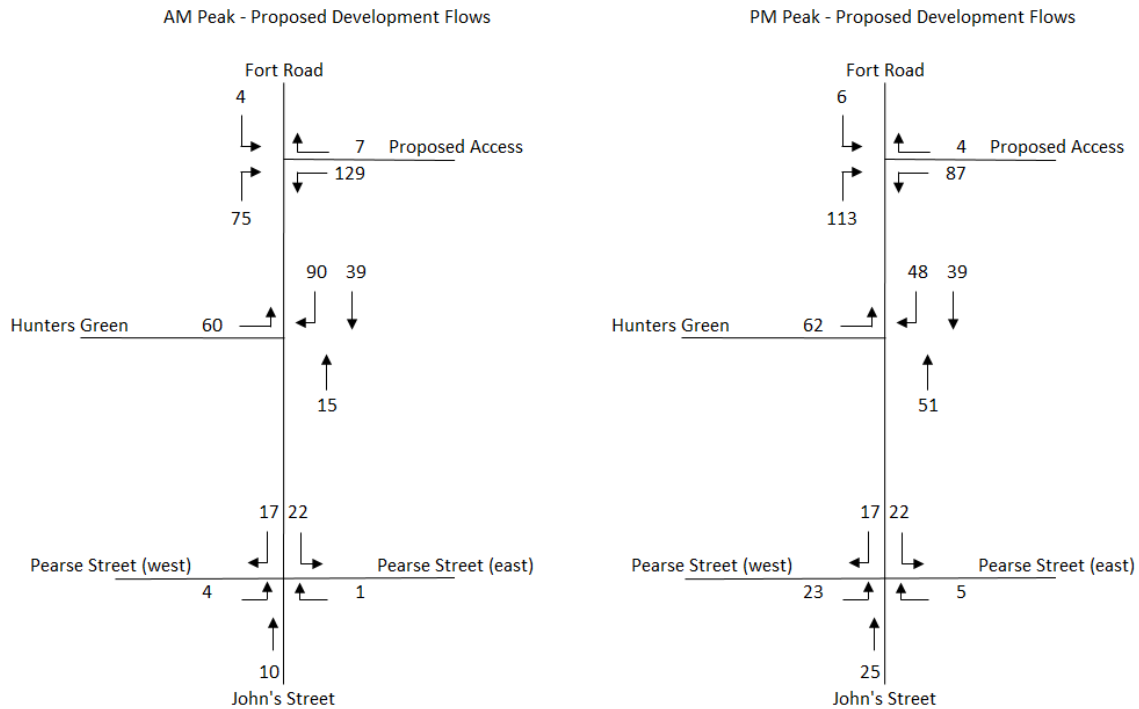 AM Peak - Proposed Development Flows
Fort Road
4
7 Proposed Access
129
75
90 39
Hunters Green 60
15
17 22
Pearse Street (west) Pearse Street (east)
4 1
10
John's Street
PM Peak - Proposed Development Flows
Fort Road
6
4 Proposed Access
87
113
48 39
Hunters Green 62
51
17 22
Pearse Street (west) Pearse Street (east)
23 5
25
John's Street